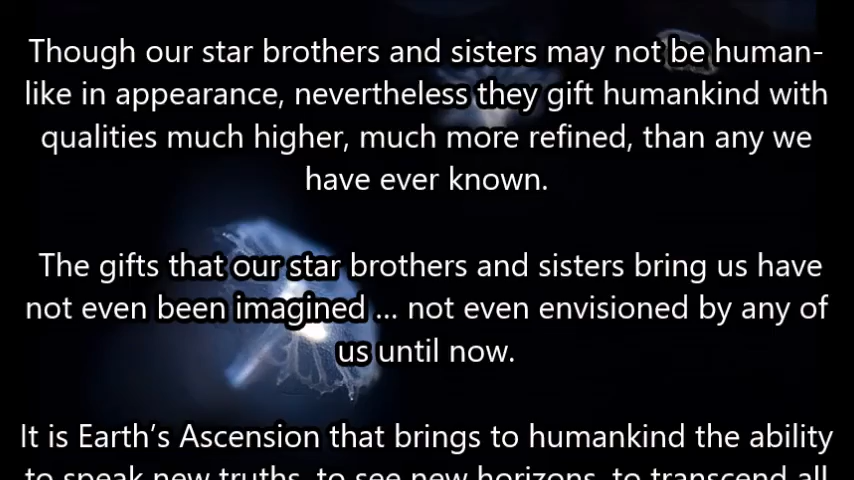 Though our star brothers and sisters may not be human-
like in appearance, nevertheless they gift humankind with
qualities much higher, much more refined, than any we
have ever known.
The gifts that our star brothers and sisters bring us have
not even been imagined ... not even envisioned by any of
us until now.
It is Earth’s Ascension that brings to humankind the ability
to speak new truths, to see new horizons, to transcend all